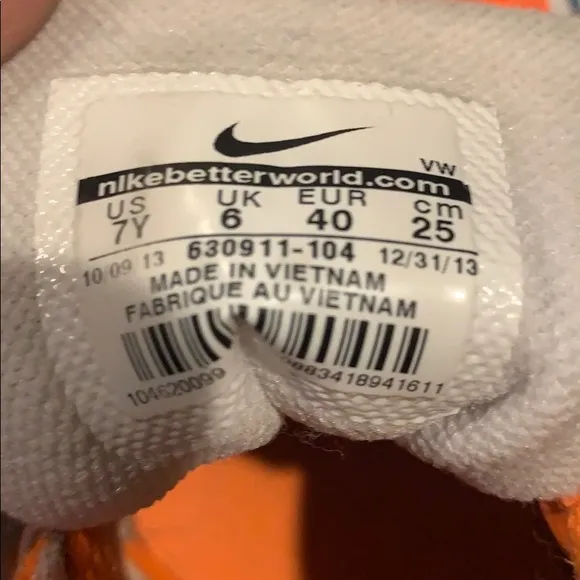 VW
nikebetterworld.com
US UK EUR cm
7Y 6 40 25
10/09 13 630911-104 12/31/13
MADE IN VIETNAM
FABRIQUE AU VIETNAM
104620099 883418941611